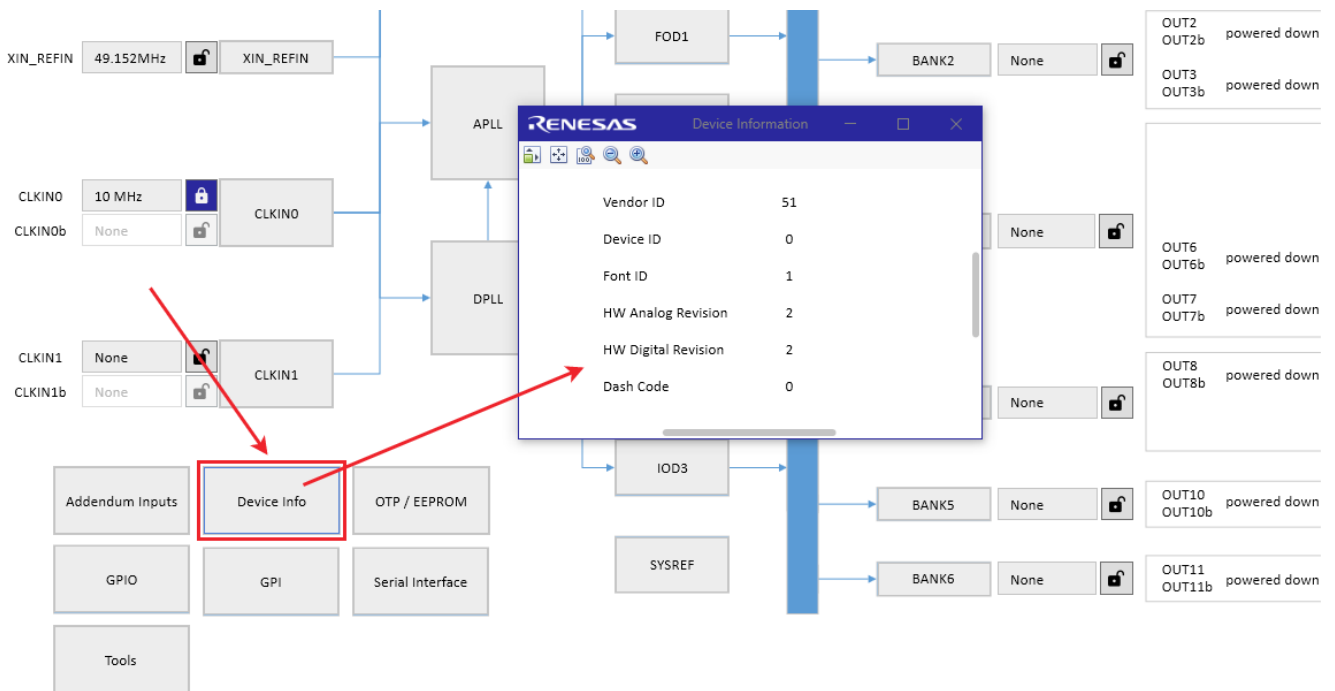 XIN_REFIN
49.152MHz
XIN_REFIN
CLKIN0
10 MHz
CLKIN0b
None
CLKIN0
CLKIN1
None
CLKIN1b
None
CLKIN1
APLL
DPLL
FOD1
IOD3
SYSREF
RENESAS
Device Information
100
Vendor ID 51
Device ID 0
Font ID 1
HW Analog Revision 2
HW Digital Revision 2
Dash Code 0
BANK2
None
None
None
BANK5
None
BANK6
None
OUT2
OUT2b
powered down
OUT3
OUT3b
powered down
OUT6
OUT6b
powered down
OUT7
OUT7b
powered down
OUT8
OUT8b
powered down
OUT10
OUT10b
powered down
OUT11
OUT11b
powered down
Addendum Inputs
Device Info
OTP / EEPROM
GPIO
GPI
Serial Interface
Tools